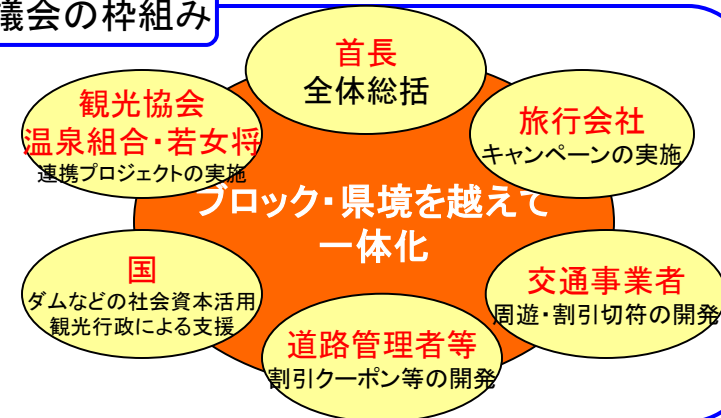 議会の枠組み
首長
全体総括
観光協会
温泉組合・若女将
連携プロジェクトの実施
旅行会社
キャンペーンの実施
ブロック・県境を越えて
一体化
国
ダムなどの社会資本活用
観光行政による支援
交通事業者
周遊・割引切符の開発
道路管理者等
割引クーポン等の開発